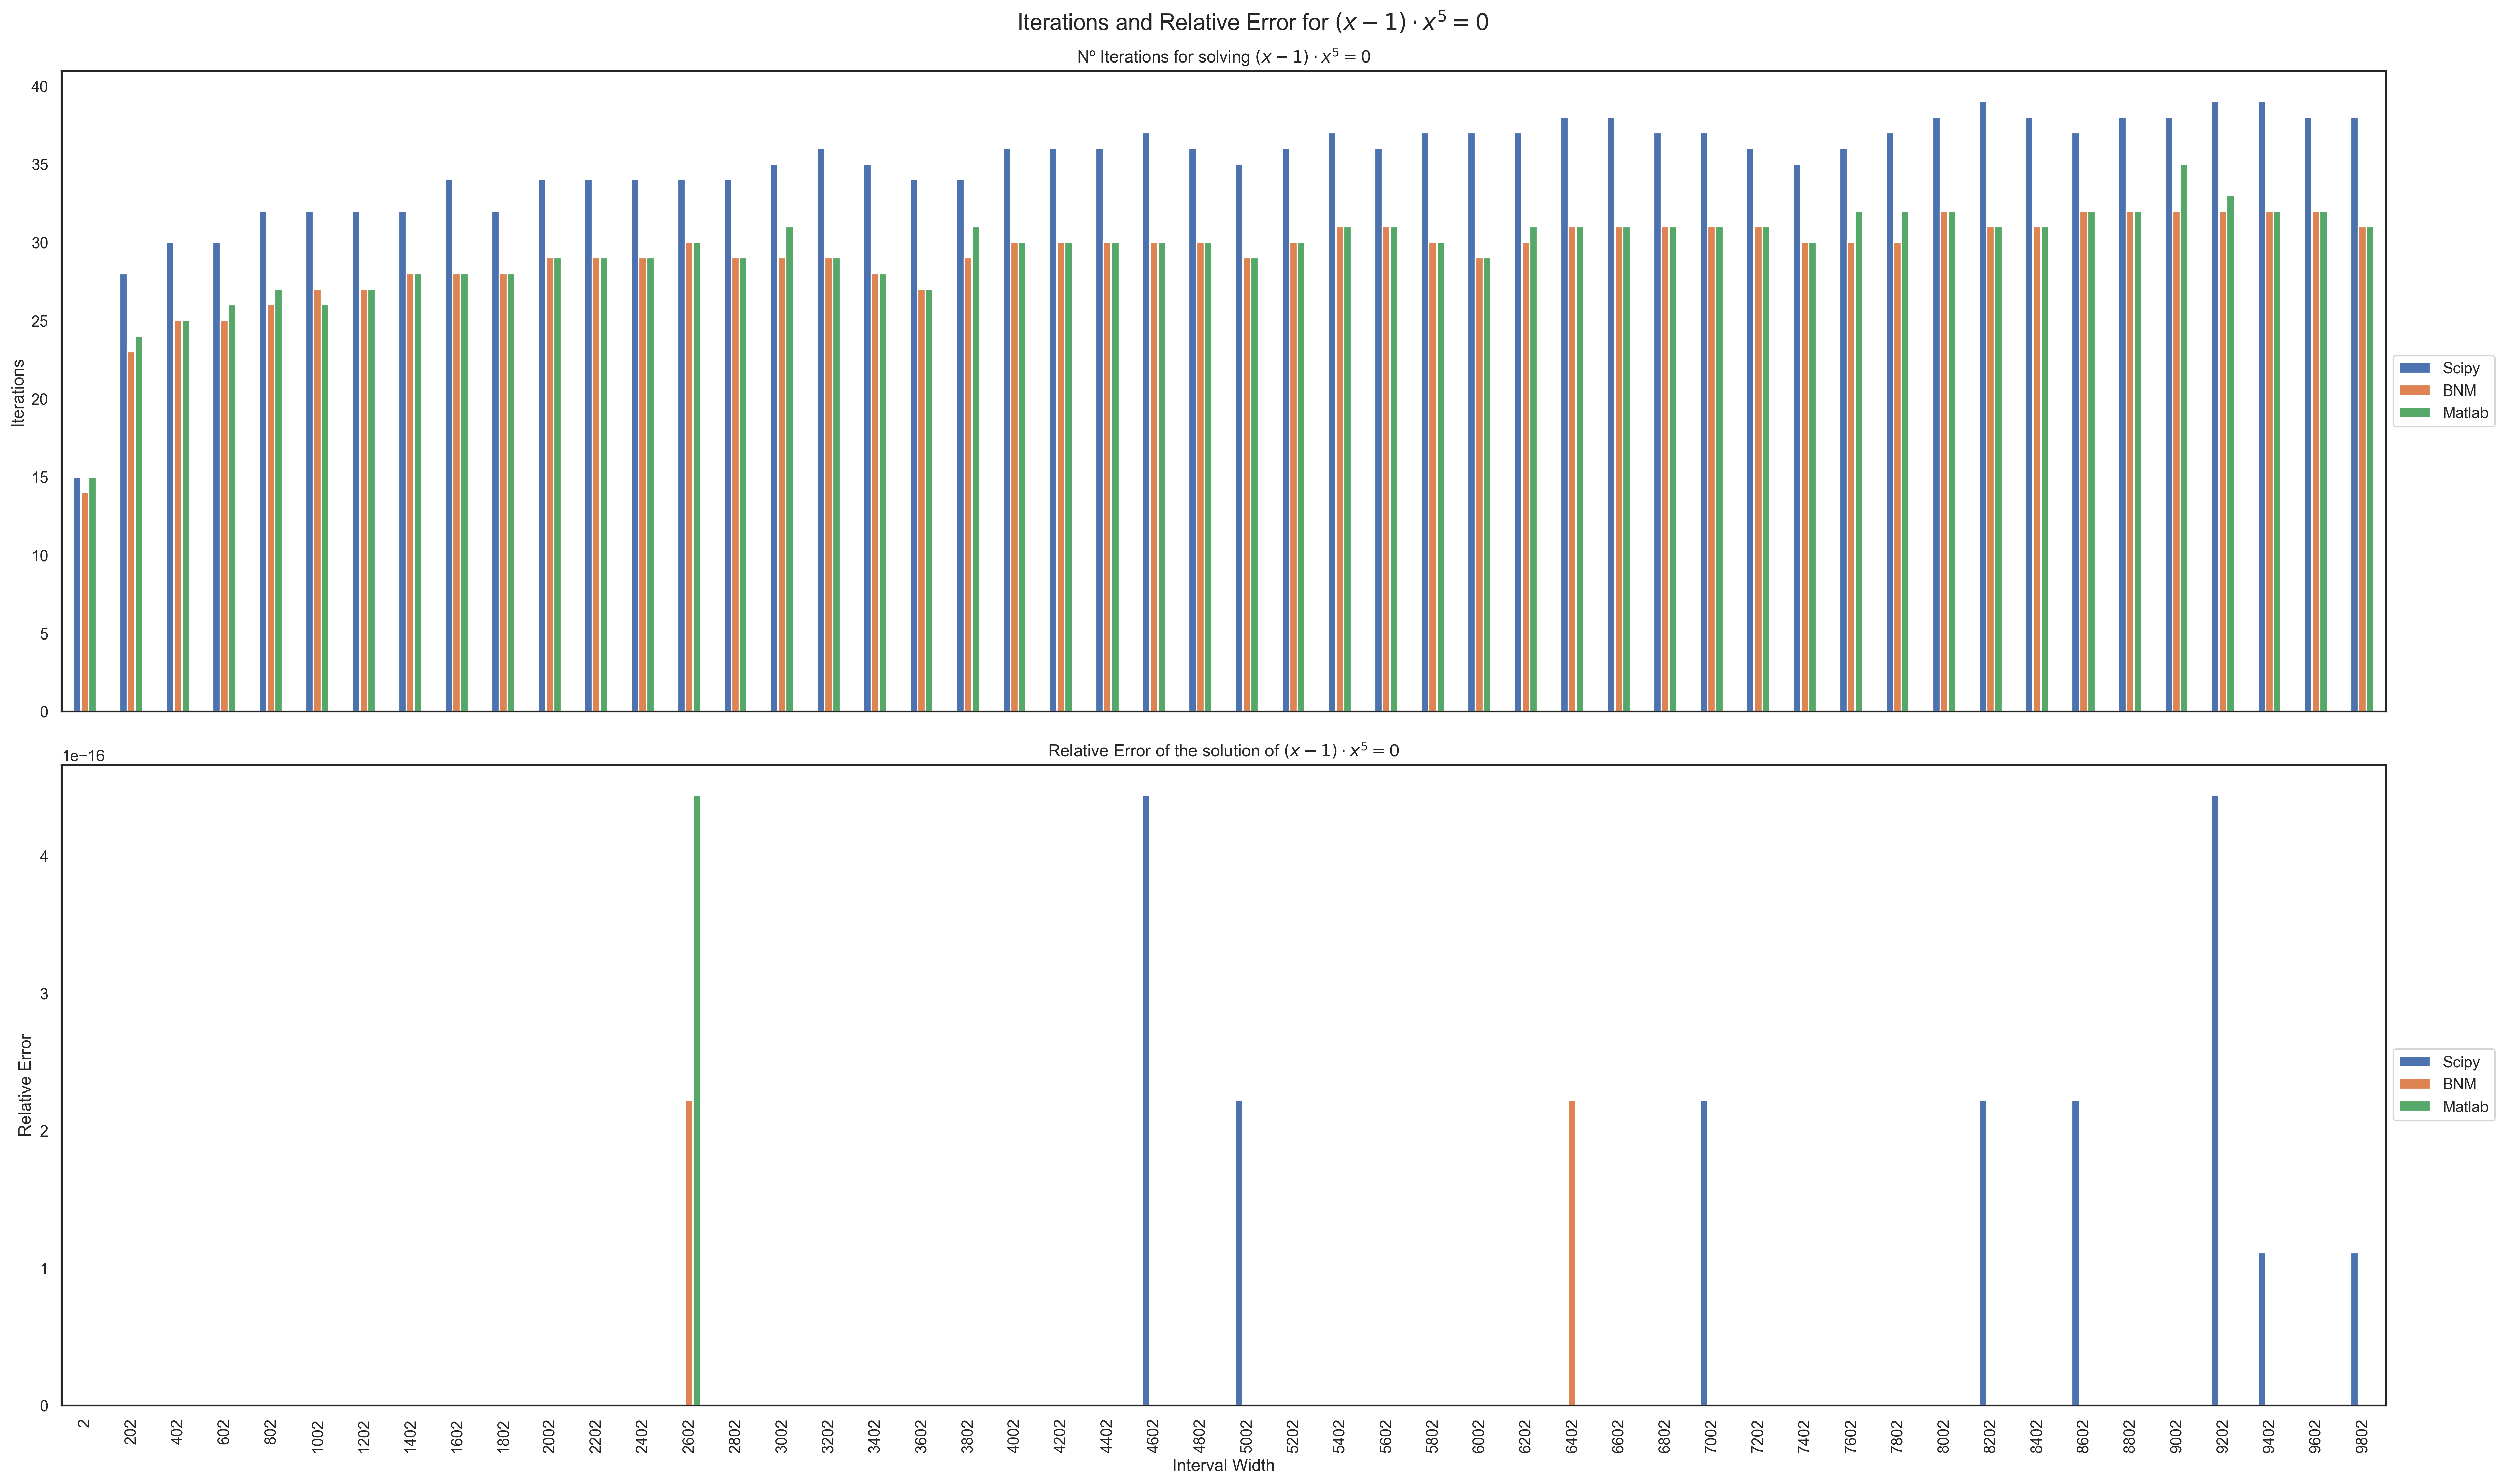 Iterations and Relative Error for (x − 1) · x⁵ = 0
Nº Iterations for solving (x − 1) · x⁵ = 0
40
35
30
25
20
15
10
5
0
Iterations
Scipy
BNM
Matlab
Relative Error of the solution of (x − 1) · x⁵ = 0
1e−16
4
3
2
1
0
Relative Error
Scipy
BNM
Matlab
2 202 402 602 802 1002 1202 1402 1602 1802 2002 2202 2402 2602 2802 3002 3202 3402 3602 3802 4002 4202 4402 4602 4802 5002 5202 5402 5602 5802 6002 6202 6402 6602 6802 7002 7202 7402 7602 7802 8002 8202 8402 8602 8802 9002 9202 9402 9602 9802
Interval Width